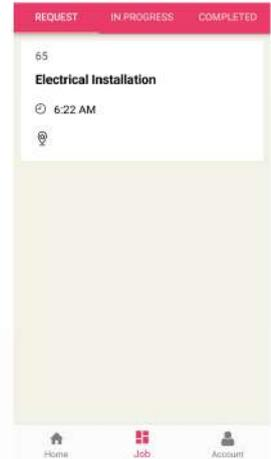 REQUEST IN PROGRESS COMPLETED
65
Electrical Installation
6:22 AM
Home Job Account